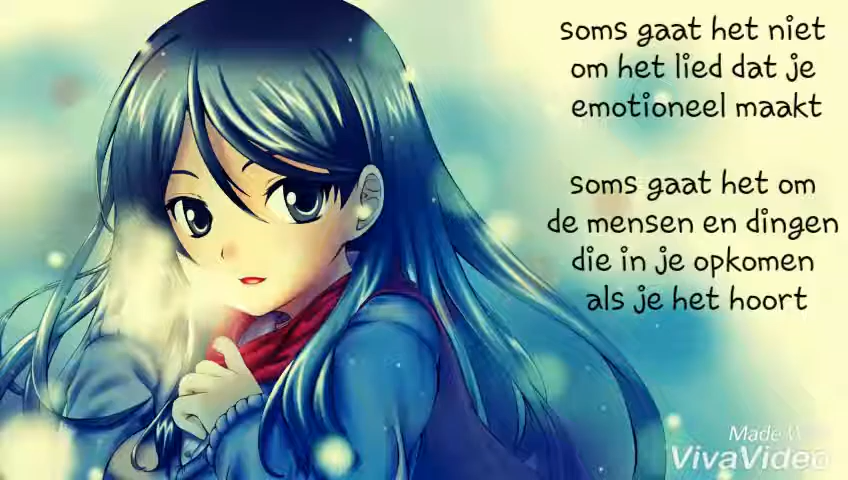 soms gaat het niet
om het lied dat je
emotioneel maakt
soms gaat het om
de mensen en dingen
die in je opkomen
als je het hoort
Made W
VivaVideo